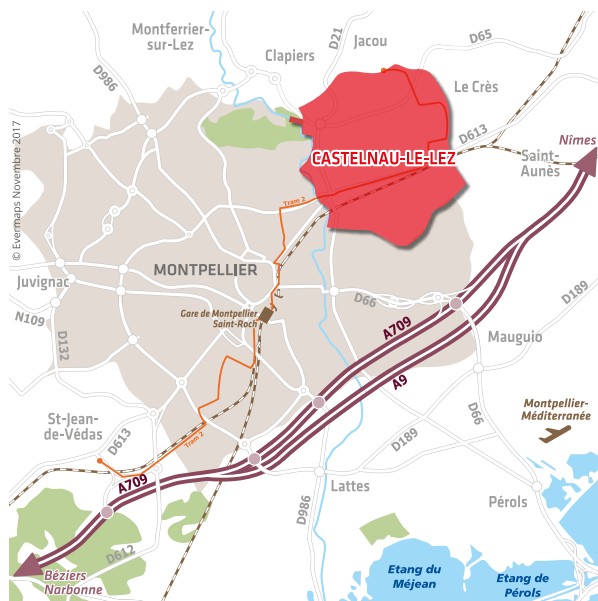 Montferrier-
sur-Lez
D986
Clapiers
D21
Jacou
D65
Le Crès
D613
CASTELNAU-LE-LEZ
Nîmes
Saint-
Aunès
© Evermaps Novembre 2017
Tram 2
MONTPELLIER
Juvignac
Gare de Montpellier
Saint-Roch
N109
D132
D66
D189
A709
Mauguio
A9
D66
Montpellier-
Méditerranée
St-Jean-
de-Védas
D613
Tram 2
D189
A709
Lattes
Pérols
D986
D612
Béziers
Narbonne
Etang du
Méjean
Etang de
Pérols